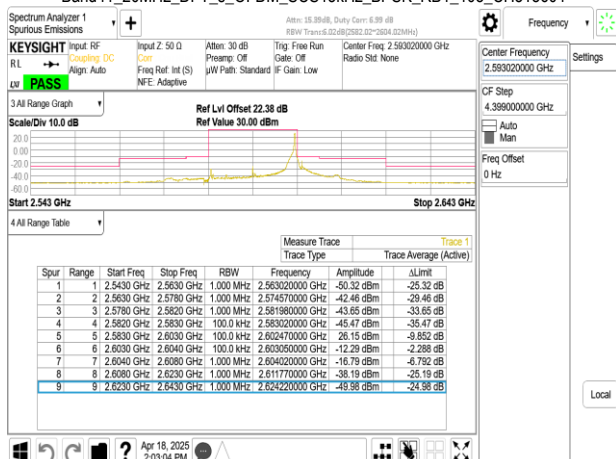 Spectrum Analyzer 1
Spurious Emissions
Attn: 15.39dB, Duty Corr: 6.99 dB
RBW Trans:6.02dB(2582.02~2604.02MHz)
Frequency
KEYSIGHT
RL
LXI
PASS
Input: RF
Coupling: DC
Align: Auto
Input Z: 50 Ω
Corr
Freq Ref: Int (S)
NFE: Adaptive
Atten: 30 dB
Preamp: Off
µW Path: Standard
Trig: Free Run
Gate: Off
IF Gain: Low
Center Freq: 2.593020000 GHz
Radio Std: None
Center Frequency
2.593020000 GHz
Settings
CF Step
4.399000000 GHz
Auto
Man
Freq Offset
0 Hz
Local
3 All Range Graph
Scale/Div 10.0 dB
Ref Lvl Offset 22.38 dB
Ref Value 30.00 dBm
20.0
0.00
-20.0
-40.0
-60.0
Start 2.543 GHz
Stop 2.643 GHz
4 All Range Table
Measure Trace Trace 1
Trace Type Trace Average (Active)
Spur Range Start Freq Stop Freq RBW Frequency Amplitude ΔLimit
1 1 2.5430 GHz 2.5630 GHz 1.000 MHz 2.563020000 GHz -50.32 dBm -25.32 dB
2 2 2.5630 GHz 2.5780 GHz 1.000 MHz 2.574570000 GHz -42.46 dBm -29.46 dB
3 3 2.5780 GHz 2.5820 GHz 1.000 MHz 2.581980000 GHz -43.65 dBm -33.65 dB
4 4 2.5820 GHz 2.5830 GHz 100.0 kHz 2.583020000 GHz -45.47 dBm -35.47 dB
5 5 2.5830 GHz 2.6030 GHz 100.0 kHz 2.602470000 GHz 26.15 dBm -9.852 dB
6 6 2.6030 GHz 2.6040 GHz 100.0 kHz 2.603050000 GHz -12.29 dBm -2.288 dB
7 7 2.6040 GHz 2.6080 GHz 1.000 MHz 2.604020000 GHz -16.79 dBm -6.792 dB
8 8 2.6080 GHz 2.6230 GHz 1.000 MHz 2.611770000 GHz -38.19 dBm -25.19 dB
9 9 2.6230 GHz 2.6430 GHz 1.000 MHz 2.624220000 GHz -49.98 dBm -24.98 dB
?
Apr 18, 2025
2:03:04 PM